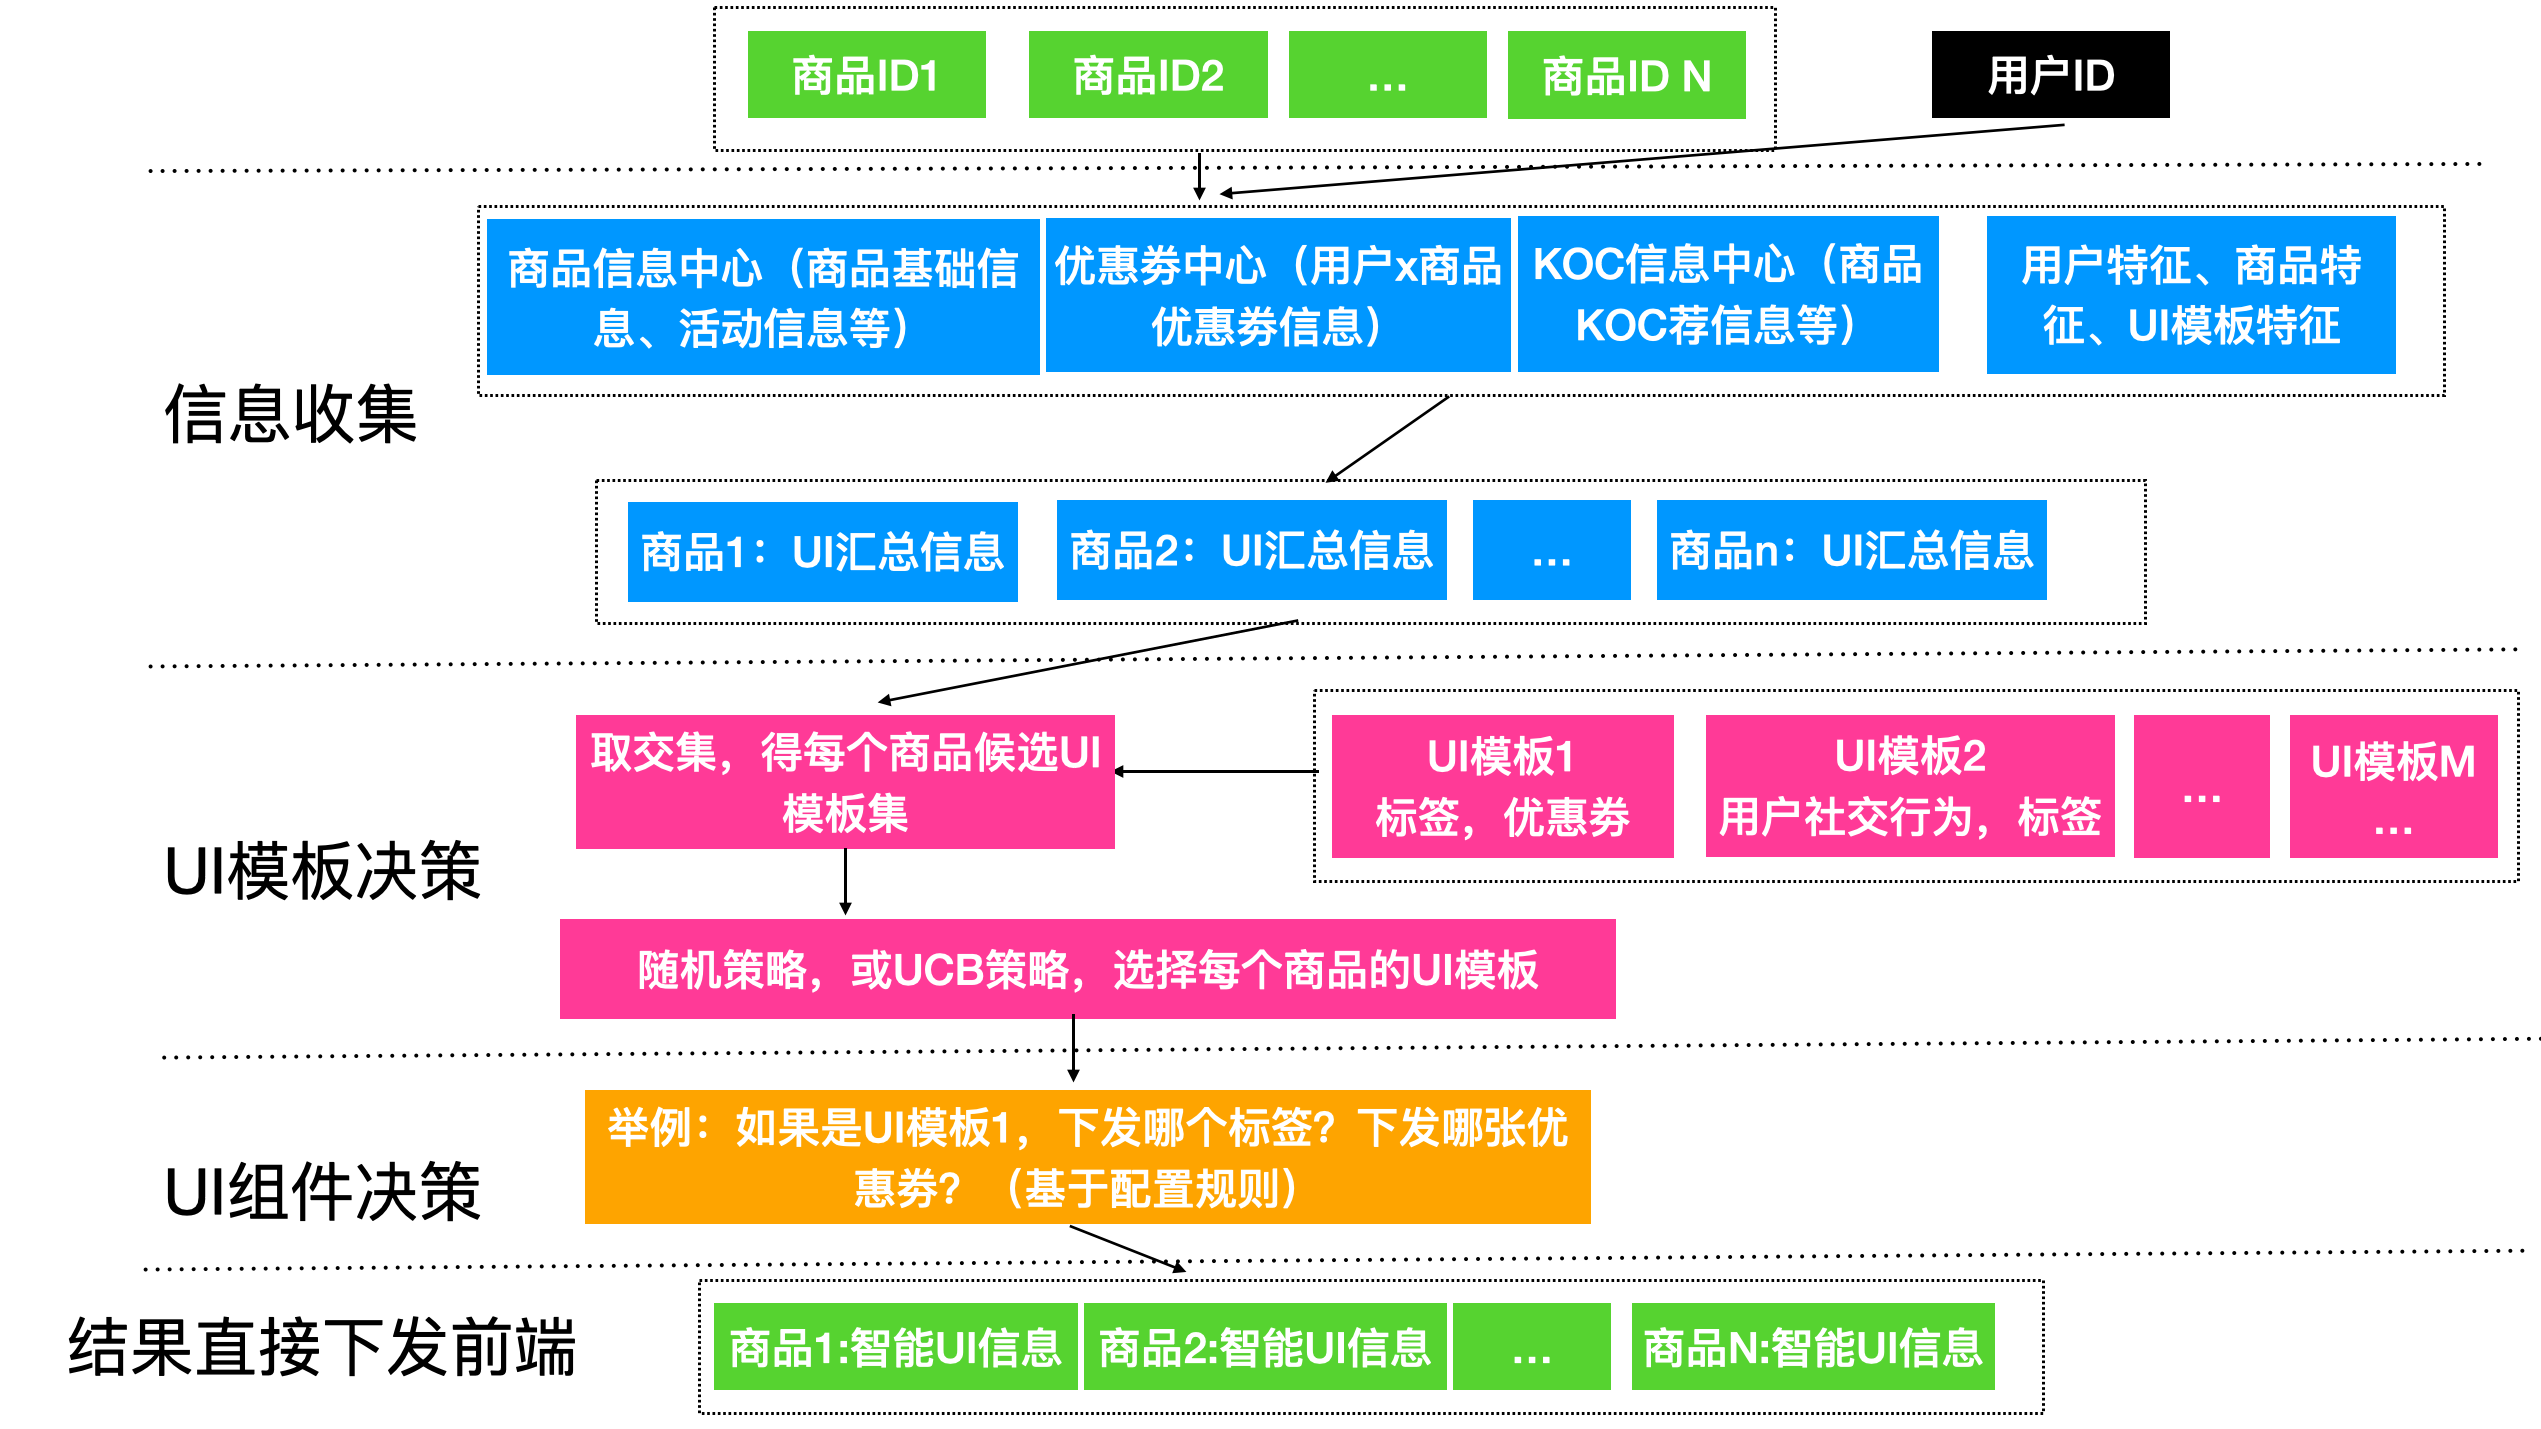 商品ID1
商品ID2
...
商品ID N
用户ID
信息收集
商品信息中心（商品基础信
息、活动信息等）
优惠劵中心（用户x商品
优惠劵信息）
KOC信息中心（商品
KOC荐信息等）
用户特征、商品特
征、UI模板特征
商品1：UI汇总信息
商品2：UI汇总信息
...
商品n：UI汇总信息
UI模板决策
取交集，得每个商品候选UI
模板集
UI模板1
标签，优惠劵
UI模板2
用户社交行为，标签
...
UI模板M
...
随机策略，或UCB策略，选择每个商品的UI模板
UI组件决策
举例：如果是UI模板1，下发哪个标签？下发哪张优
惠劵？（基于配置规则）
结果直接下发前端
商品1:智能UI信息
商品2:智能UI信息
...
商品N:智能UI信息